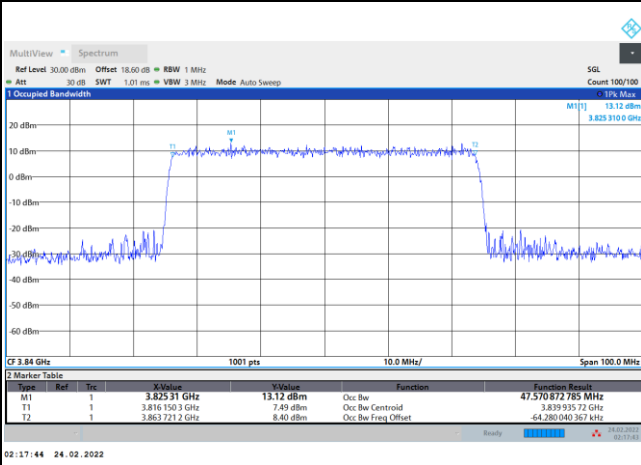 MultiView Spectrum
Ref Level 30.00 dBm Offset 18.60 dB RBW 1 MHz SGL
Att 30 dB SWT 1.01 ms VBW 3 MHz Mode Auto Sweep Count 100/100
1 Occupied Bandwidth 1Pk Max
M1[1] 13.12 dBm
3.825 310 0 GHz
20 dBm
M1
T1 T2
10 dBm
0 dBm
-10 dBm
-20 dBm
-30 dBm
-40 dBm
-50 dBm
-60 dBm
CF 3.84 GHz 1001 pts 10.0 MHz/ Span 100.0 MHz
2 Marker Table
Type Ref Trc X-Value Y-Value Function Function Result
M1 1 3.825 31 GHz 13.12 dBm Occ Bw 47.570 872 785 MHz
T1 1 3.816 150 3 GHz 7.49 dBm Occ Bw Centroid 3.839 935 72 GHz
T2 1 3.863 721 2 GHz 8.40 dBm Occ Bw Freq Offset -64.280 040 367 kHz
Ready 24.02.2022
02:17:43
02:17:44 24.02.2022